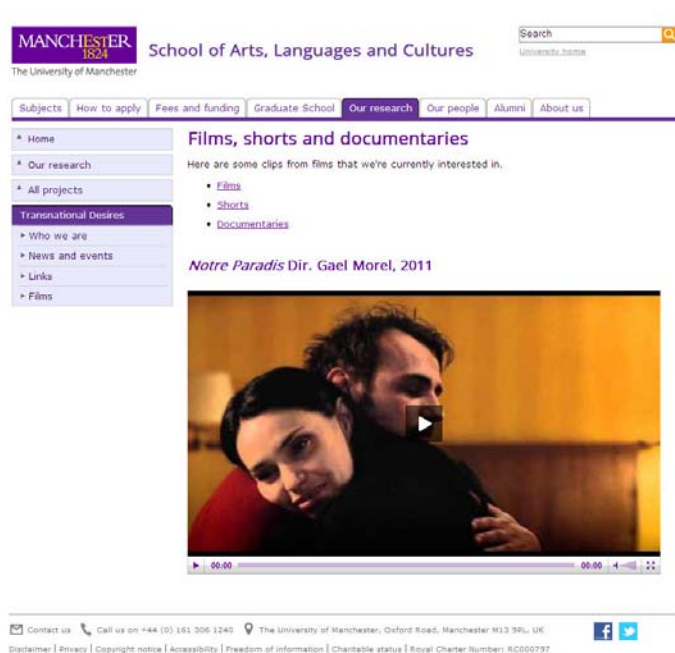 MANCHESTER
1824
The University of Manchester
School of Arts, Languages and Cultures
Search
University home
Subjects How to apply Fees and funding Graduate School Our research Our people Alumni About us
Home
Our research
All projects
Transnational Desires
Who we are
News and events
Links
Films
Films, shorts and documentaries
Here are some clips from films that we're currently interested in.
Films
Shorts
Documentaries
Notre Paradis Dir. Gael Morel, 2011
00:00 00:00
Contact us Call us on +44 (0) 161 306 1240 The University of Manchester, Oxford Road, Manchester M13 9PL, UK
Disclaimer | Privacy | Copyright notice | Accessibility | Freedom of information | Charitable status | Royal Charter Number: RC000797